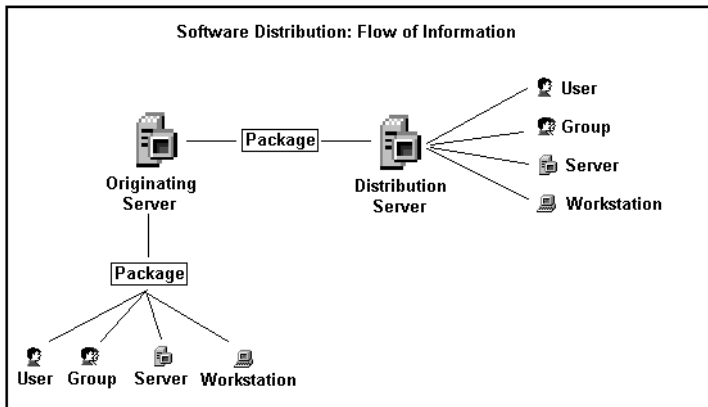 Software Distribution: Flow of Information
User
Group
Server
Workstation
Package
Originating
Server
Distribution
Server
Package
User
Group
Server
Workstation